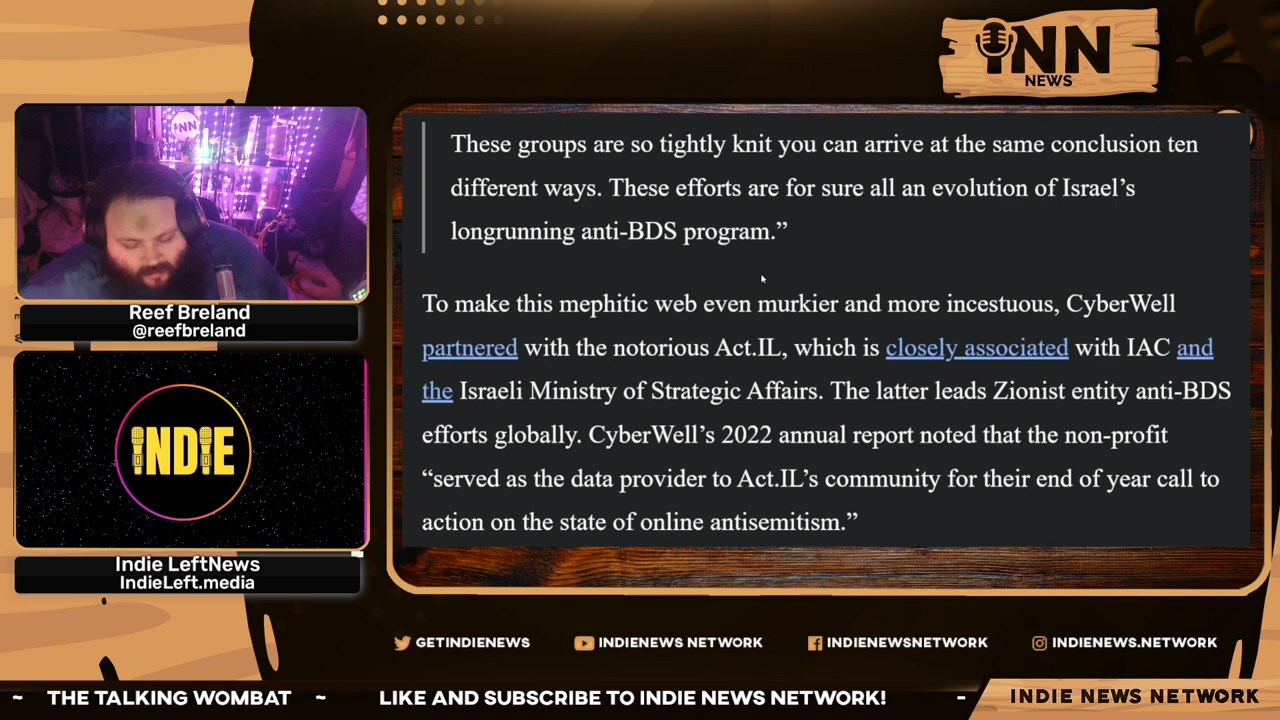 iNN
NEWS
iNN
These groups are so tightly knit you can arrive at the same conclusion ten
different ways. These efforts are for sure all an evolution of Israel’s
longrunning anti-BDS program.”
To make this mephitic web even murkier and more incestuous, CyberWell
partnered with the notorious Act.IL, which is closely associated with IAC and
the Israeli Ministry of Strategic Affairs. The latter leads Zionist entity anti-BDS
efforts globally. CyberWell’s 2022 annual report noted that the non-profit
“served as the data provider to Act.IL’s community for their end of year call to
action on the state of online antisemitism.”
Reef Breland
@reefbreland
iNDiE
Indie LeftNews
IndieLeft.media
GETINDIENEWS
INDIENEWS NETWORK
INDIENEWSNETWORK
INDIENEWS.NETWORK
~ THE TALKING WOMBAT ~ LIKE AND SUBSCRIBE TO INDIE NEWS NETWORK! -
INDIE NEWS NETWORK